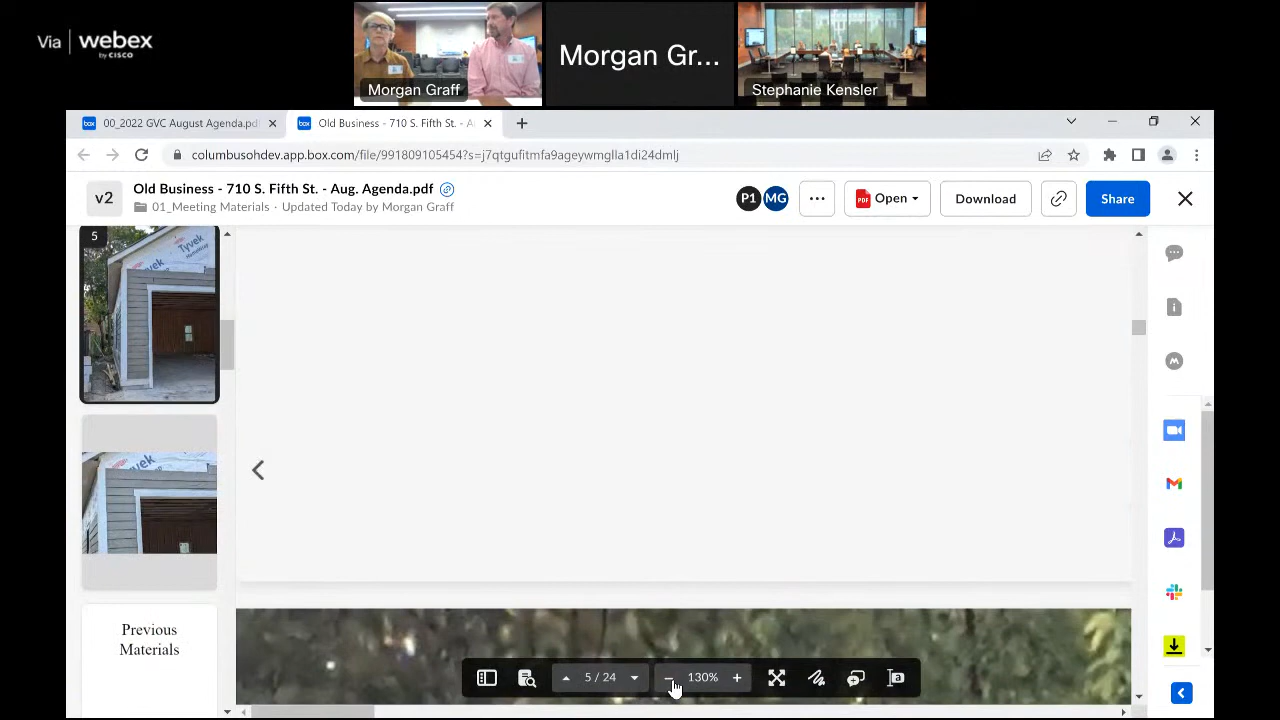 Via webex
by CISCO
Morgan Graff
Morgan Gr...
Stephanie Kensler
00_2022 GVC August Agenda.pd
Old Business - 710 S. Fifth St. - A
columbusohdev.app.box.com/file/991809105454?s=j7qtgufitmfa9ageywmglla1di24dmlj
v2
Old Business - 710 S. Fifth St. - Aug. Agenda.pdf
01_Meeting Materials · Updated Today by Morgan Graff
P1 MG
PDF Open
Download
Share
5
Tyvek
Previous
Materials
5 / 24
130%